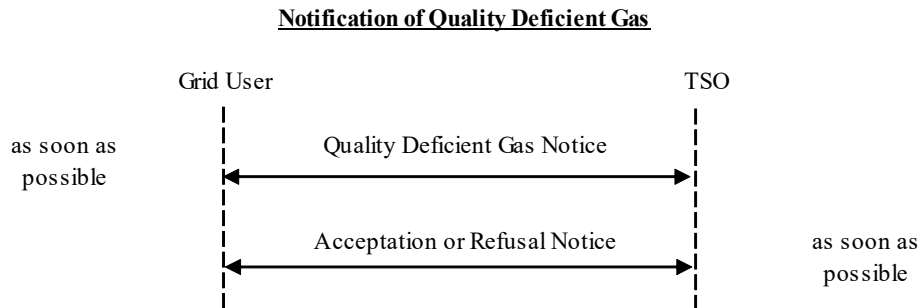 Notification of Quality Deficient Gas
Grid User
TSO
as soon as
possible
Quality Deficient Gas Notice
Acceptation or Refusal Notice
as soon as
possible